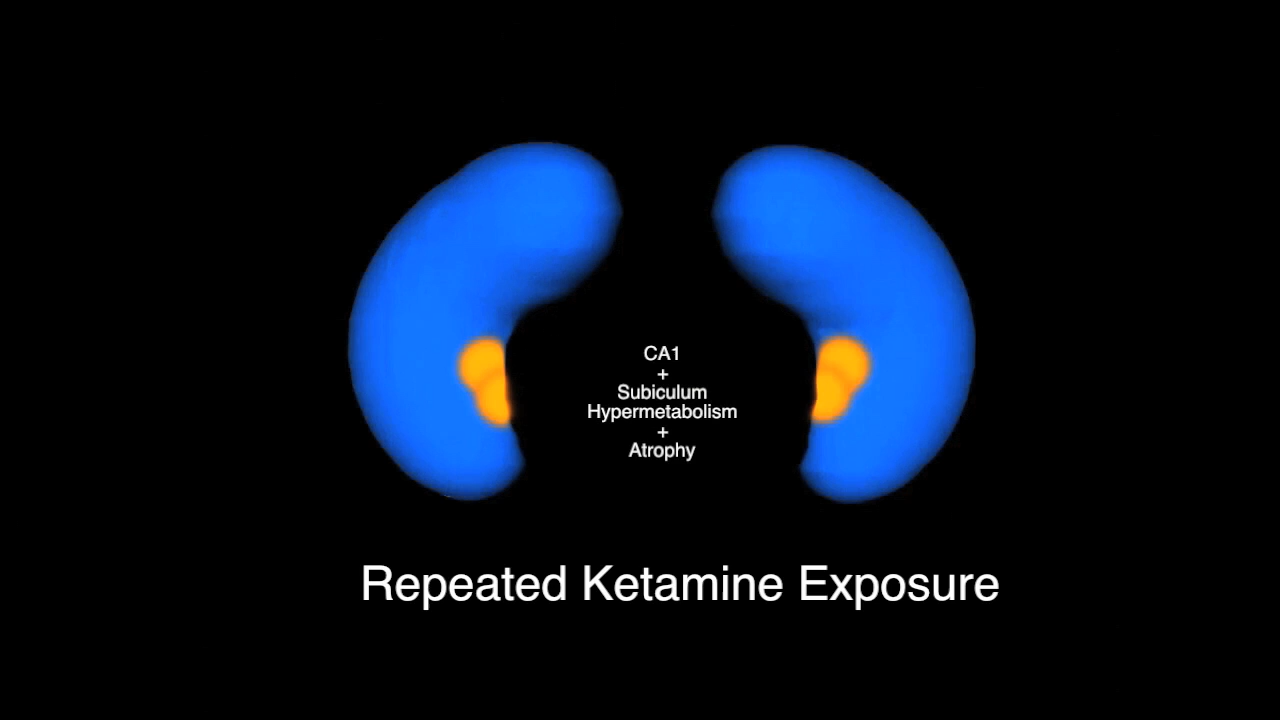 CA1
+
Subiculum
Hypermetabolism
+
Atrophy
Repeated Ketamine Exposure